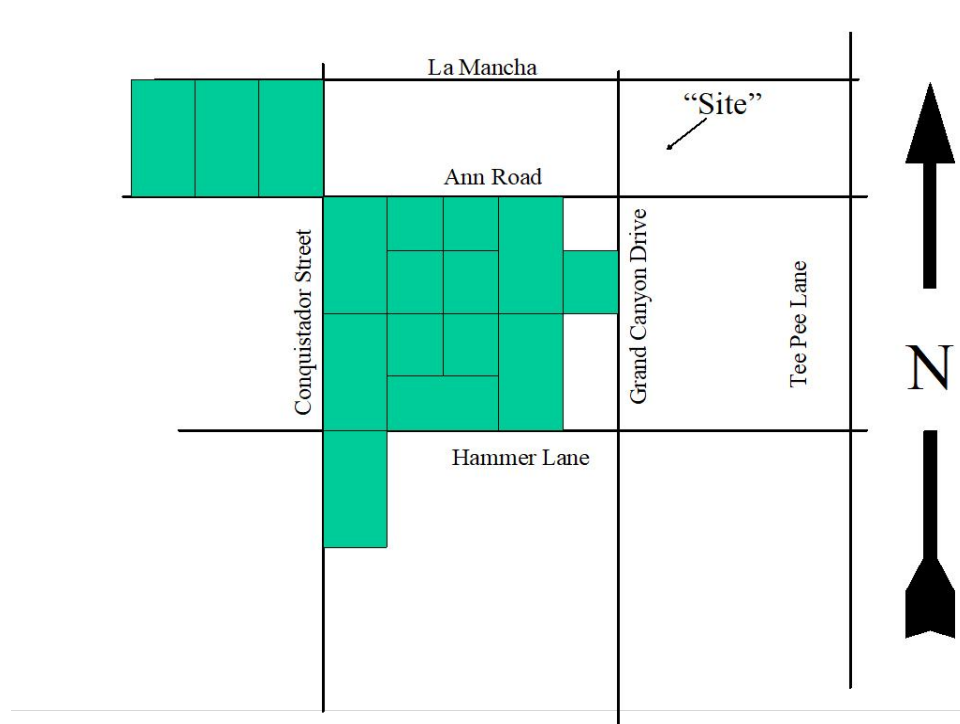 La Mancha
“Site”
Ann Road
Conquistador Street
Grand Canyon Drive
Tee Pee Lane
N
Hammer Lane